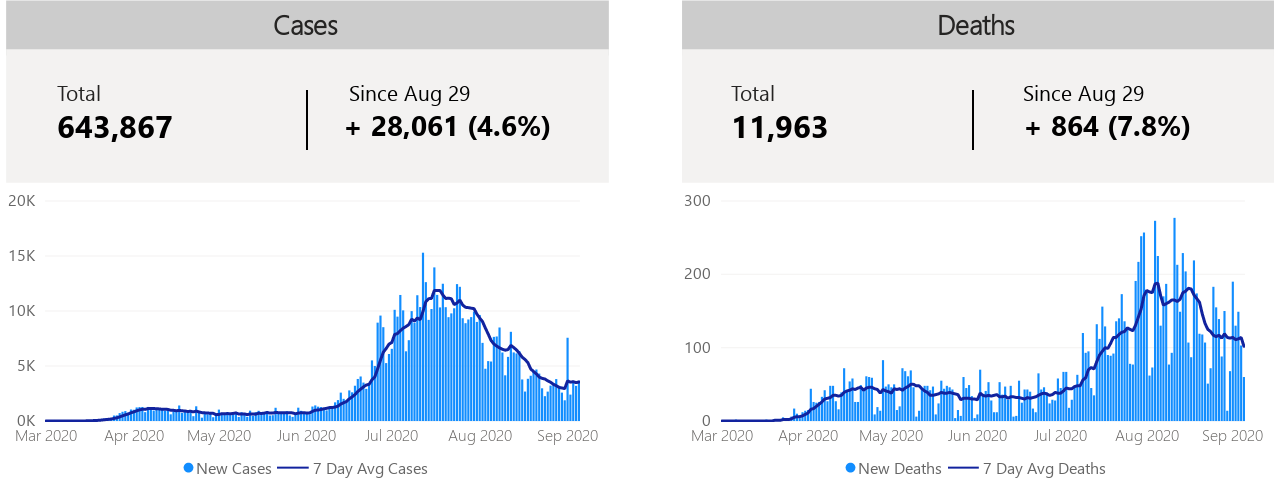 Cases
Total
643,867
Since Aug 29
+ 28,061 (4.6%)
20K
15K
10K
5K
0K
Mar 2020 Apr 2020 May 2020 Jun 2020 Jul 2020 Aug 2020 Sep 2020
New Cases 7 Day Avg Cases
Deaths
Total
11,963
Since Aug 29
+ 864 (7.8%)
300
200
100
0
Mar 2020 Apr 2020 May 2020 Jun 2020 Jul 2020 Aug 2020 Sep 2020
New Deaths 7 Day Avg Deaths